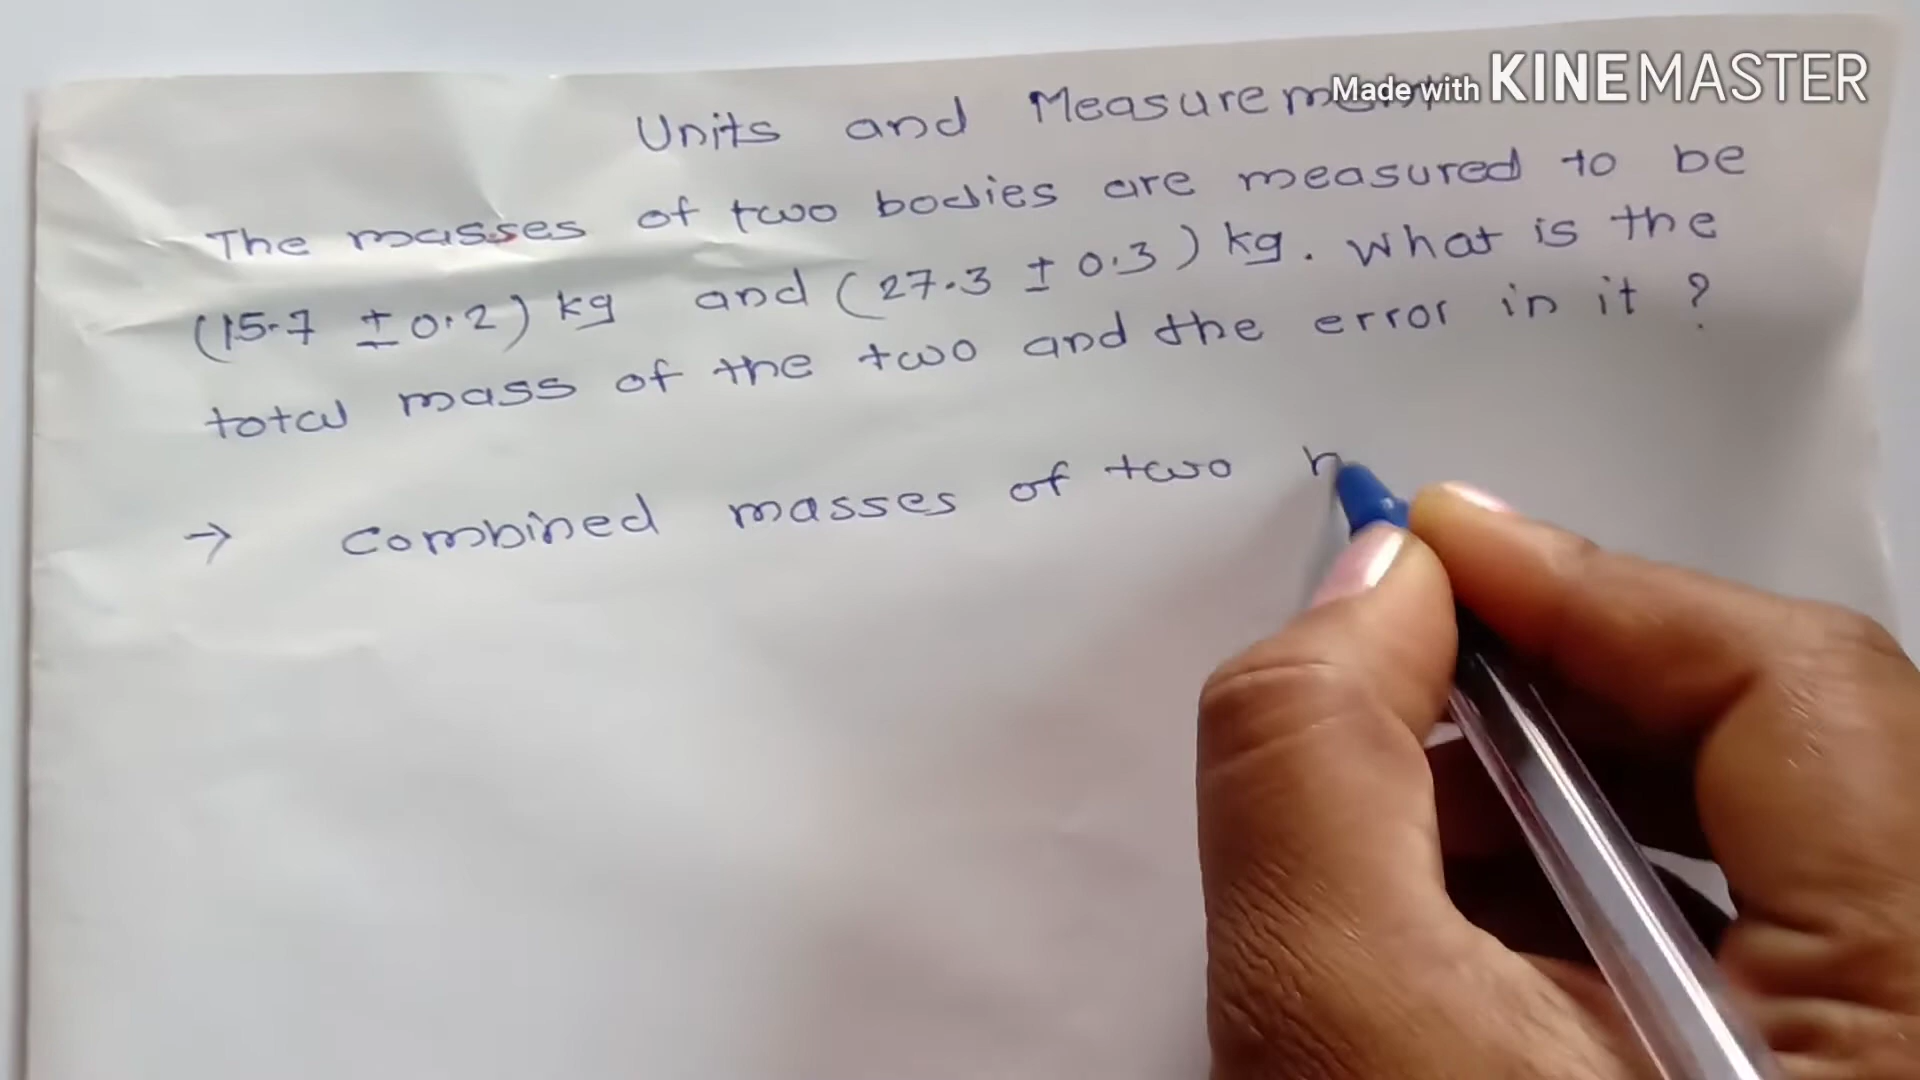 Made with KINEMASTER
Units and Measurement
The masses of two bodies are measured to be
(15.7 ± 0.2) kg and (27.3 ± 0.3) kg. What is the
total mass of the two and the error in it ?
→ Combined masses of two